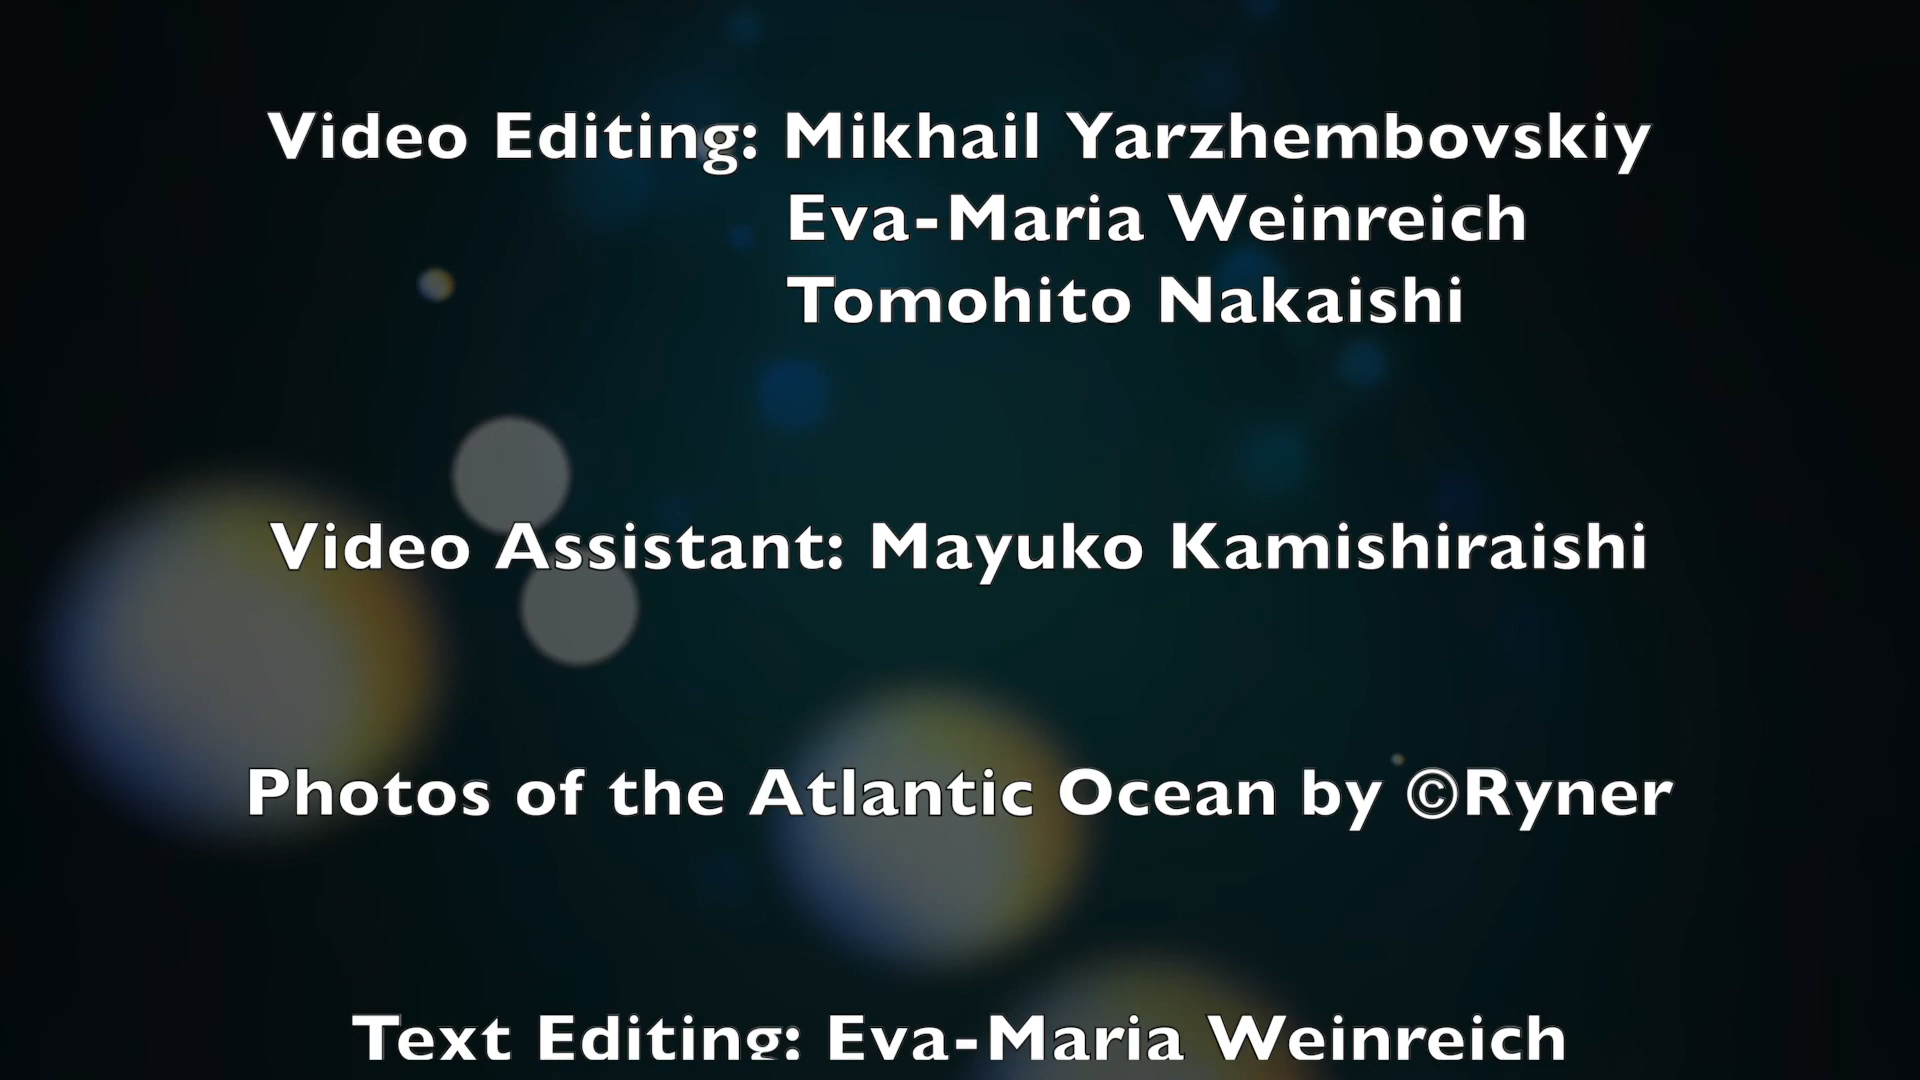 Video Editing: Mikhail Yarzhembovskiy
Eva-Maria Weinreich
Tomohito Nakaishi
Video Assistant: Mayuko Kamishiraishi
Photos of the Atlantic Ocean by ©Ryner
Text Editing: Eva-Maria Weinreich